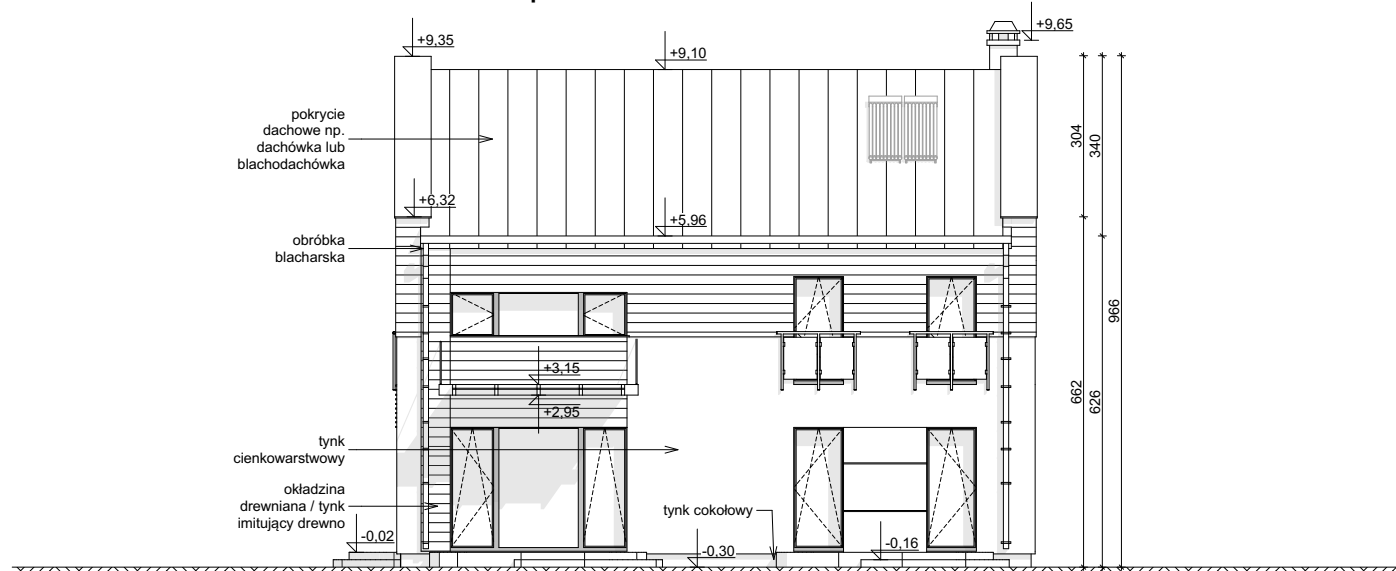 +9,35
+9,10
+9,65
pokrycie
dachowe np.
dachówka lub
blachodachówka
304
340
+6,32
+5,96
obróbka
blacharska
966
+3,15
+2,95
662
626
tynk
cienkowarstwowy
okładzina
drewniana / tynk
imitujący drewno
tynk cokołowy
-0,02
-0,30
-0,16